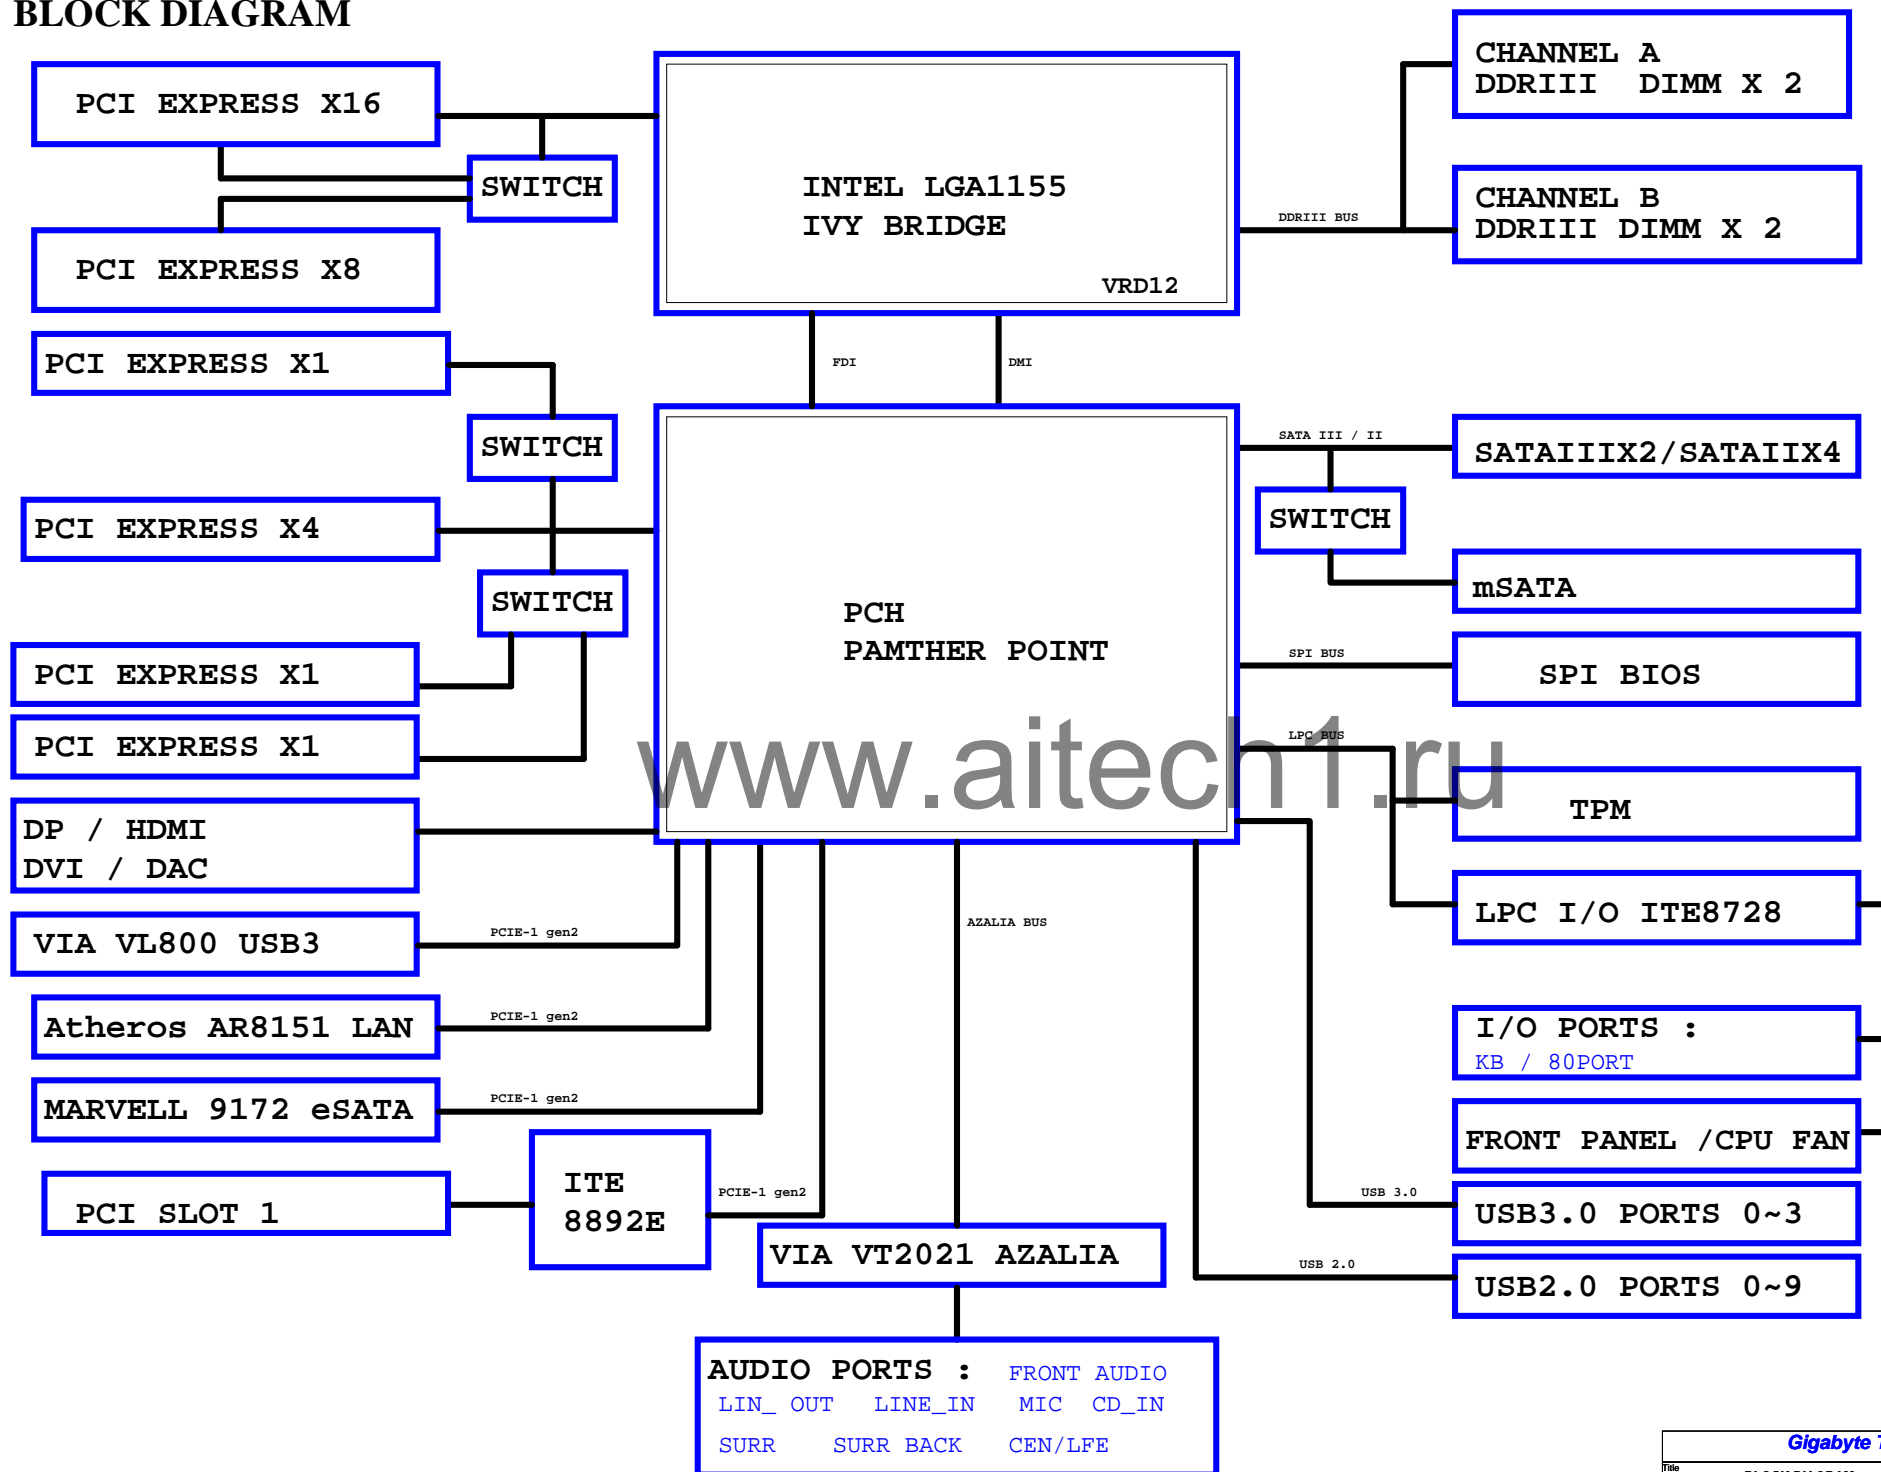 BLOCK DIAGRAM
PCI EXPRESS X16
SWITCH
PCI EXPRESS X8
INTEL LGA1155
IVY BRIDGE
VRD12
DDRIII BUS
CHANNEL A
DDRIII DIMM X 2
CHANNEL B
DDRIII DIMM X 2
FDI
DMI
PCI EXPRESS X1
SWITCH
PCI EXPRESS X4
SWITCH
PCI EXPRESS X1
PCI EXPRESS X1
PCH
PAMTHER POINT
SATA III / II
SATAIIIX2/SATAIIX4
SWITCH
mSATA
SPI BUS
SPI BIOS
LPC BUS
TPM
LPC I/O ITE8728
www.aitech1.ru
DP / HDMI
DVI / DAC
VIA VL800 USB3
PCIE-1 gen2
Atheros AR8151 LAN
PCIE-1 gen2
MARVELL 9172 eSATA
PCIE-1 gen2
PCI SLOT 1
ITE
8892E
PCIE-1 gen2
AZALIA BUS
VIA VT2021 AZALIA
I/O PORTS :
KB / 80PORT
FRONT PANEL /CPU FAN
USB 3.0
USB3.0 PORTS 0~3
USB 2.0
USB2.0 PORTS 0~9
AUDIO PORTS : FRONT AUDIO
LIN_ OUT LINE_IN MIC CD_IN
SURR SURR BACK CEN/LFE
Gigabyte
Title